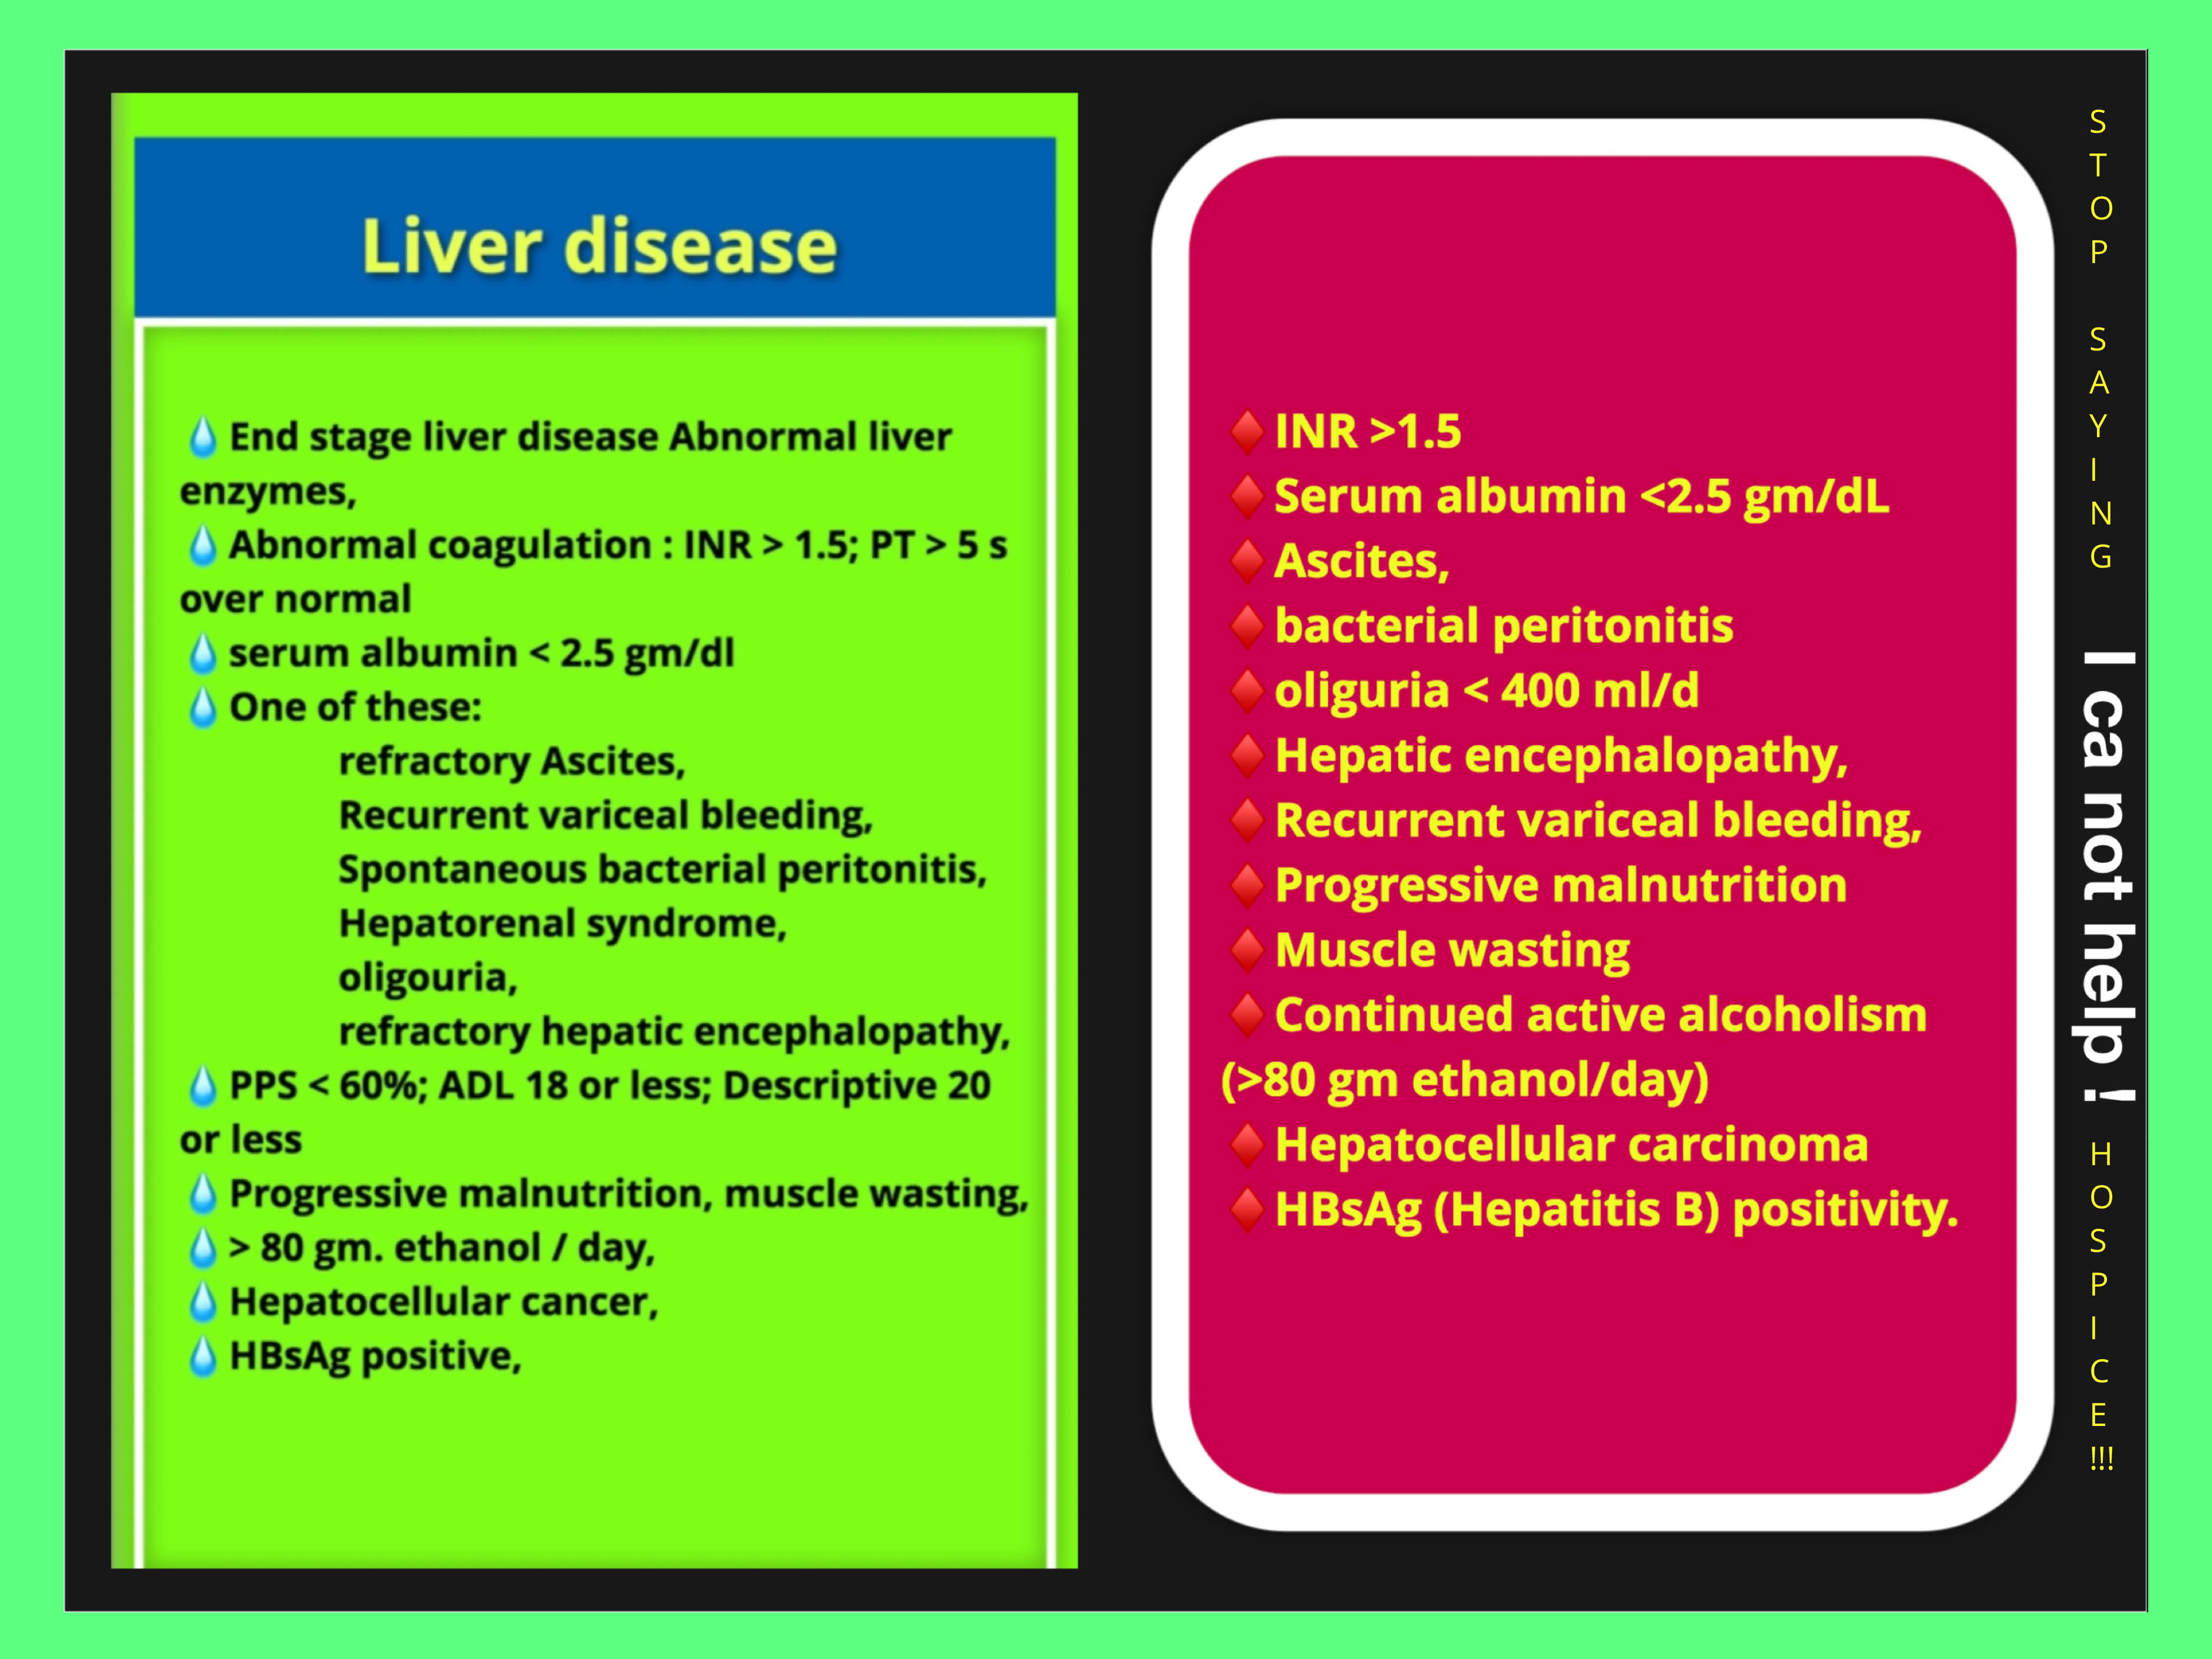 Liver disease
💧End stage liver disease Abnormal liver
enzymes,
💧Abnormal coagulation : INR > 1.5; PT > 5 s
over normal
💧serum albumin < 2.5 gm/dl
💧One of these:
refractory Ascites,
Recurrent variceal bleeding,
Spontaneous bacterial peritonitis,
Hepatorenal syndrome,
oligouria,
refractory hepatic encephalopathy,
💧PPS < 60%; ADL 18 or less; Descriptive 20
or less
💧Progressive malnutrition, muscle wasting,
💧> 80 gm. ethanol / day,
💧Hepatocellular cancer,
💧HBsAg positive,
♦️INR >1.5
♦️Serum albumin <2.5 gm/dL
♦️Ascites,
♦️bacterial peritonitis
♦️oliguria < 400 ml/d
♦️Hepatic encephalopathy,
♦️Recurrent variceal bleeding,
♦️Progressive malnutrition
♦️Muscle wasting
♦️Continued active alcoholism
(>80 gm ethanol/day)
♦️Hepatocellular carcinoma
♦️HBsAg (Hepatitis B) positivity.
STOP SAYING
I can not help !
HOSPICE!!!